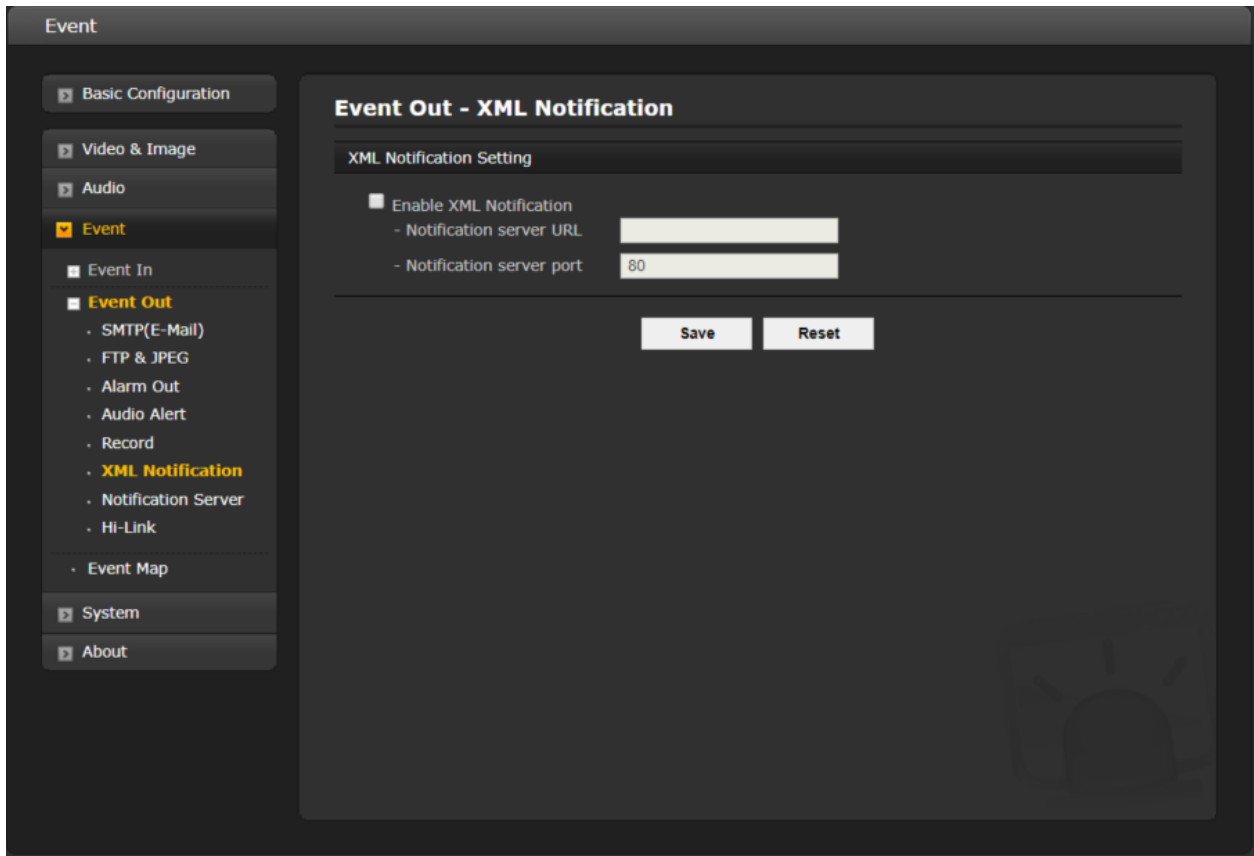 Event
Basic Configuration
Video & Image
Audio
Event
Event In
Event Out
SMTP(E-Mail)
FTP & JPEG
Alarm Out
Audio Alert
Record
XML Notification
Notification Server
Hi-Link
Event Map
System
About
Event Out - XML Notification
XML Notification Setting
Enable XML Notification
- Notification server URL
- Notification server port 80
Save Reset